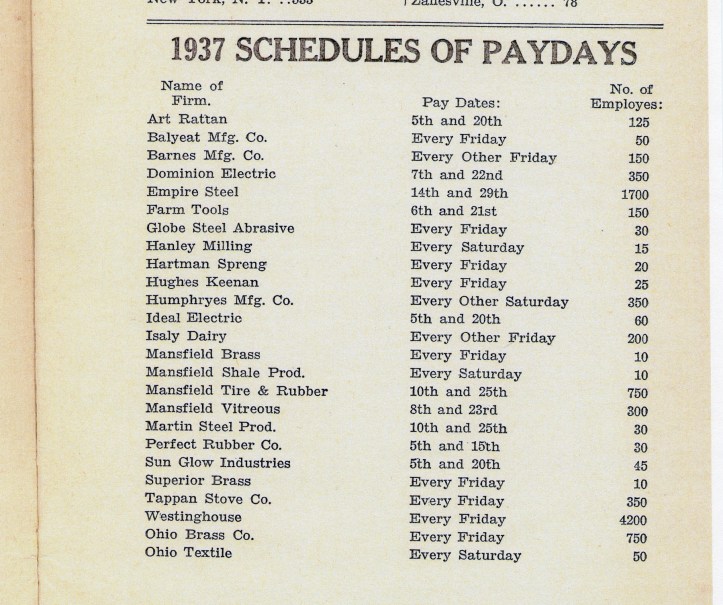 New York, N. Y. ..333 Zanesville, O. ...... 78
1937 SCHEDULES OF PAYDAYS
Name of
Firm. Pay Dates: No. of
Employes:
Art Rattan 5th and 20th 125
Balyeat Mfg. Co. Every Friday 50
Barnes Mfg. Co. Every Other Friday 150
Dominion Electric 7th and 22nd 350
Empire Steel 14th and 29th 1700
Farm Tools 6th and 21st 150
Globe Steel Abrasive Every Friday 30
Hanley Milling Every Saturday 15
Hartman Spreng Every Friday 20
Hughes Keenan Every Friday 25
Humphryes Mfg. Co. Every Other Saturday 350
Ideal Electric 5th and 20th 60
Isaly Dairy Every Other Friday 200
Mansfield Brass Every Friday 10
Mansfield Shale Prod. Every Saturday 10
Mansfield Tire & Rubber 10th and 25th 750
Mansfield Vitreous 8th and 23rd 300
Martin Steel Prod. 10th and 25th 30
Perfect Rubber Co. 5th and 15th 30
Sun Glow Industries 5th and 20th 45
Superior Brass Every Friday 10
Tappan Stove Co. Every Friday 350
Westinghouse Every Friday 4200
Ohio Brass Co. Every Friday 750
Ohio Textile Every Saturday 50